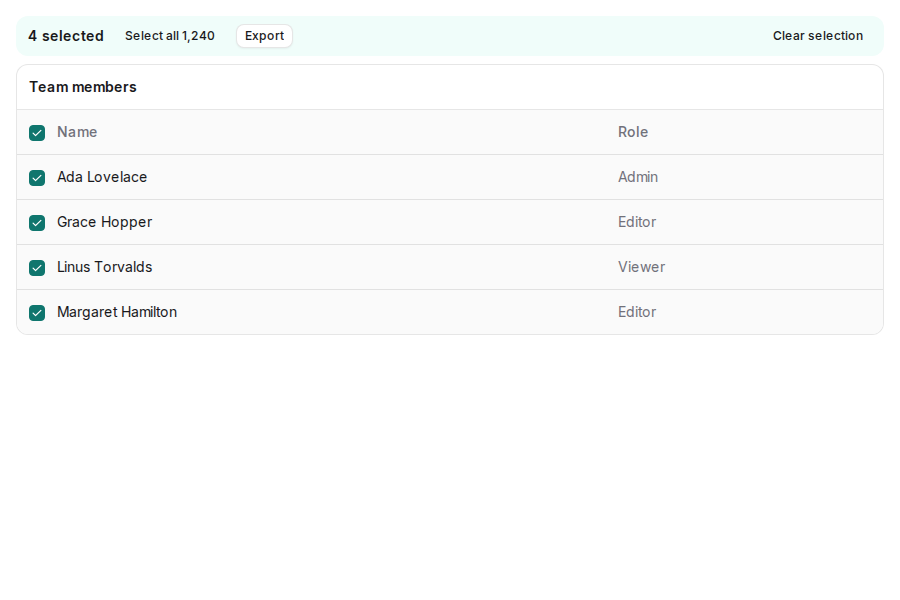 4 selected Select all 1,240 Export Clear selection
Team members
Name Role
Ada Lovelace Admin
Grace Hopper Editor
Linus Torvalds Viewer
Margaret Hamilton Editor